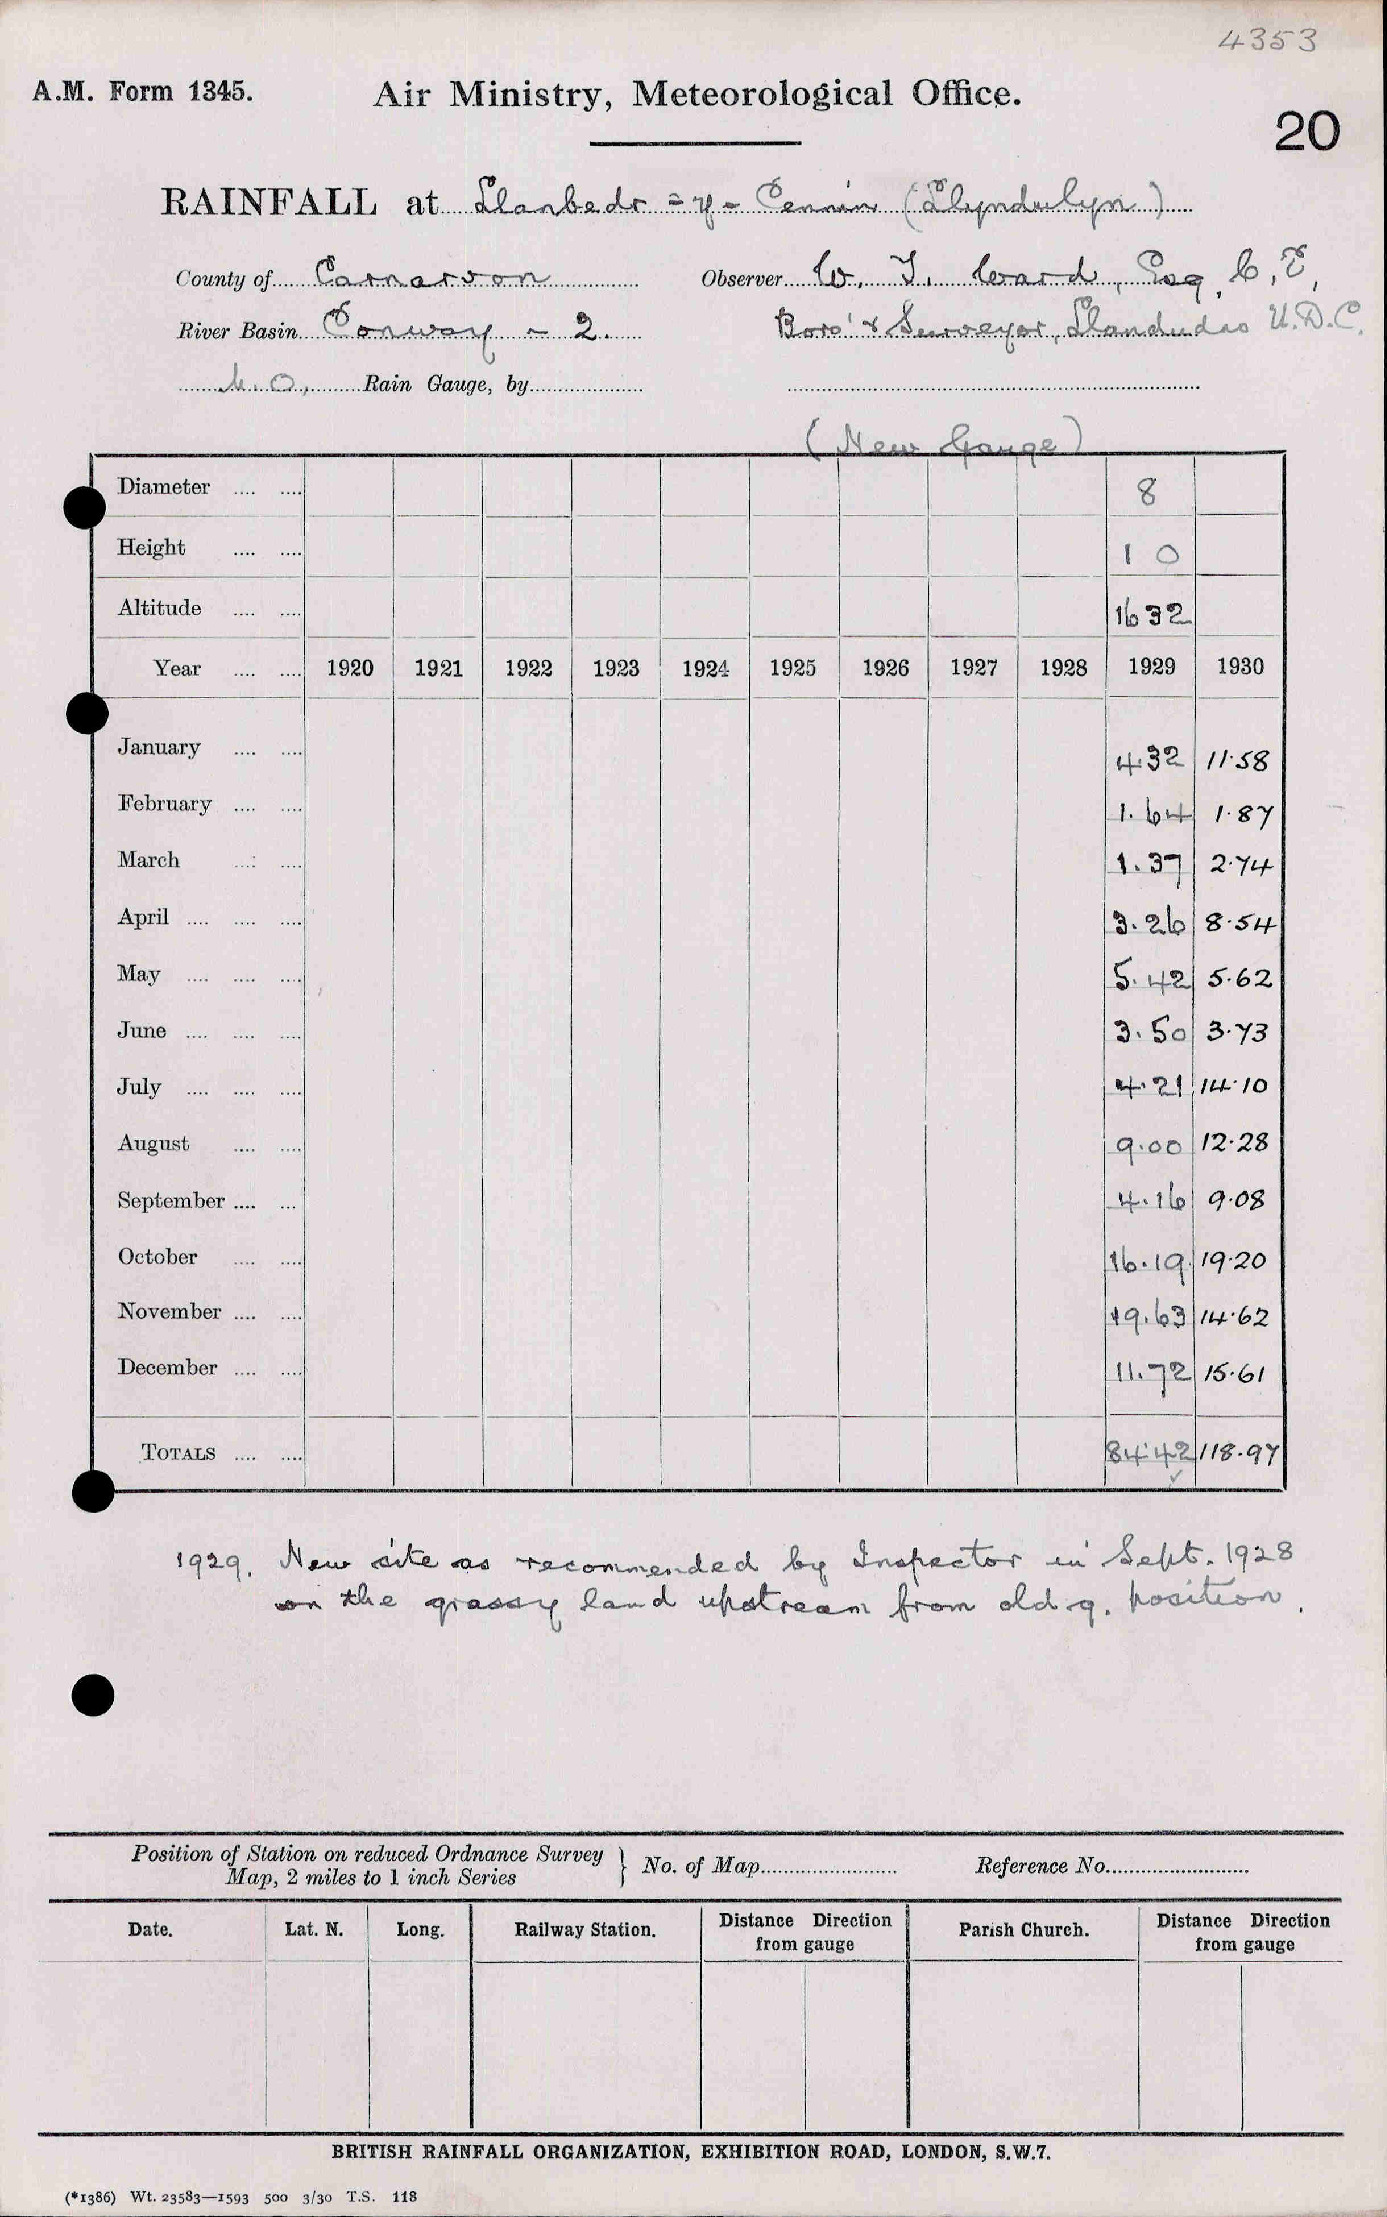 4353
A.M. Form 1345.
Air Ministry, Meteorological Office.
20
RAINFALL at Llanbedr-y-Cennin (Llyndulyn)
County of Carnarvon Observer W. T. Ward, Esq, C.E,
River Basin Conway - 2. Boro' & Surveyor, Llandudno U.D.C.
M.O. Rain Gauge, by
(New Gauge)
Diameter 8
Height 1 0
Altitude 1632
Year 1920 1921 1922 1923 1924 1925 1926 1927 1928 1929 1930
January 4.32 11.58
February 1.64 1.87
March 1.37 2.74
April 3.26 8.54
May 5.42 5.62
June 3.50 3.73
July 4.21 14.10
August 9.00 12.28
September 4.16 9.08
October 16.19 19.20
November 19.63 14.62
December 11.72 15.61
TOTALS 84.42 118.97
1929. New site as recommended by Inspector in Sept. 1928
on the grassy land upstream from old g. position.
Position of Station on reduced Ordnance Survey
Map, 2 miles to 1 inch Series } No. of Map Reference No.
Date. Lat. N. Long. Railway Station. Distance Direction from gauge Parish Church. Distance Direction from gauge
BRITISH RAINFALL ORGANIZATION, EXHIBITION ROAD, LONDON, S.W.7.
(*1386) Wt. 23583—1593 500 3/30 T.S. 118